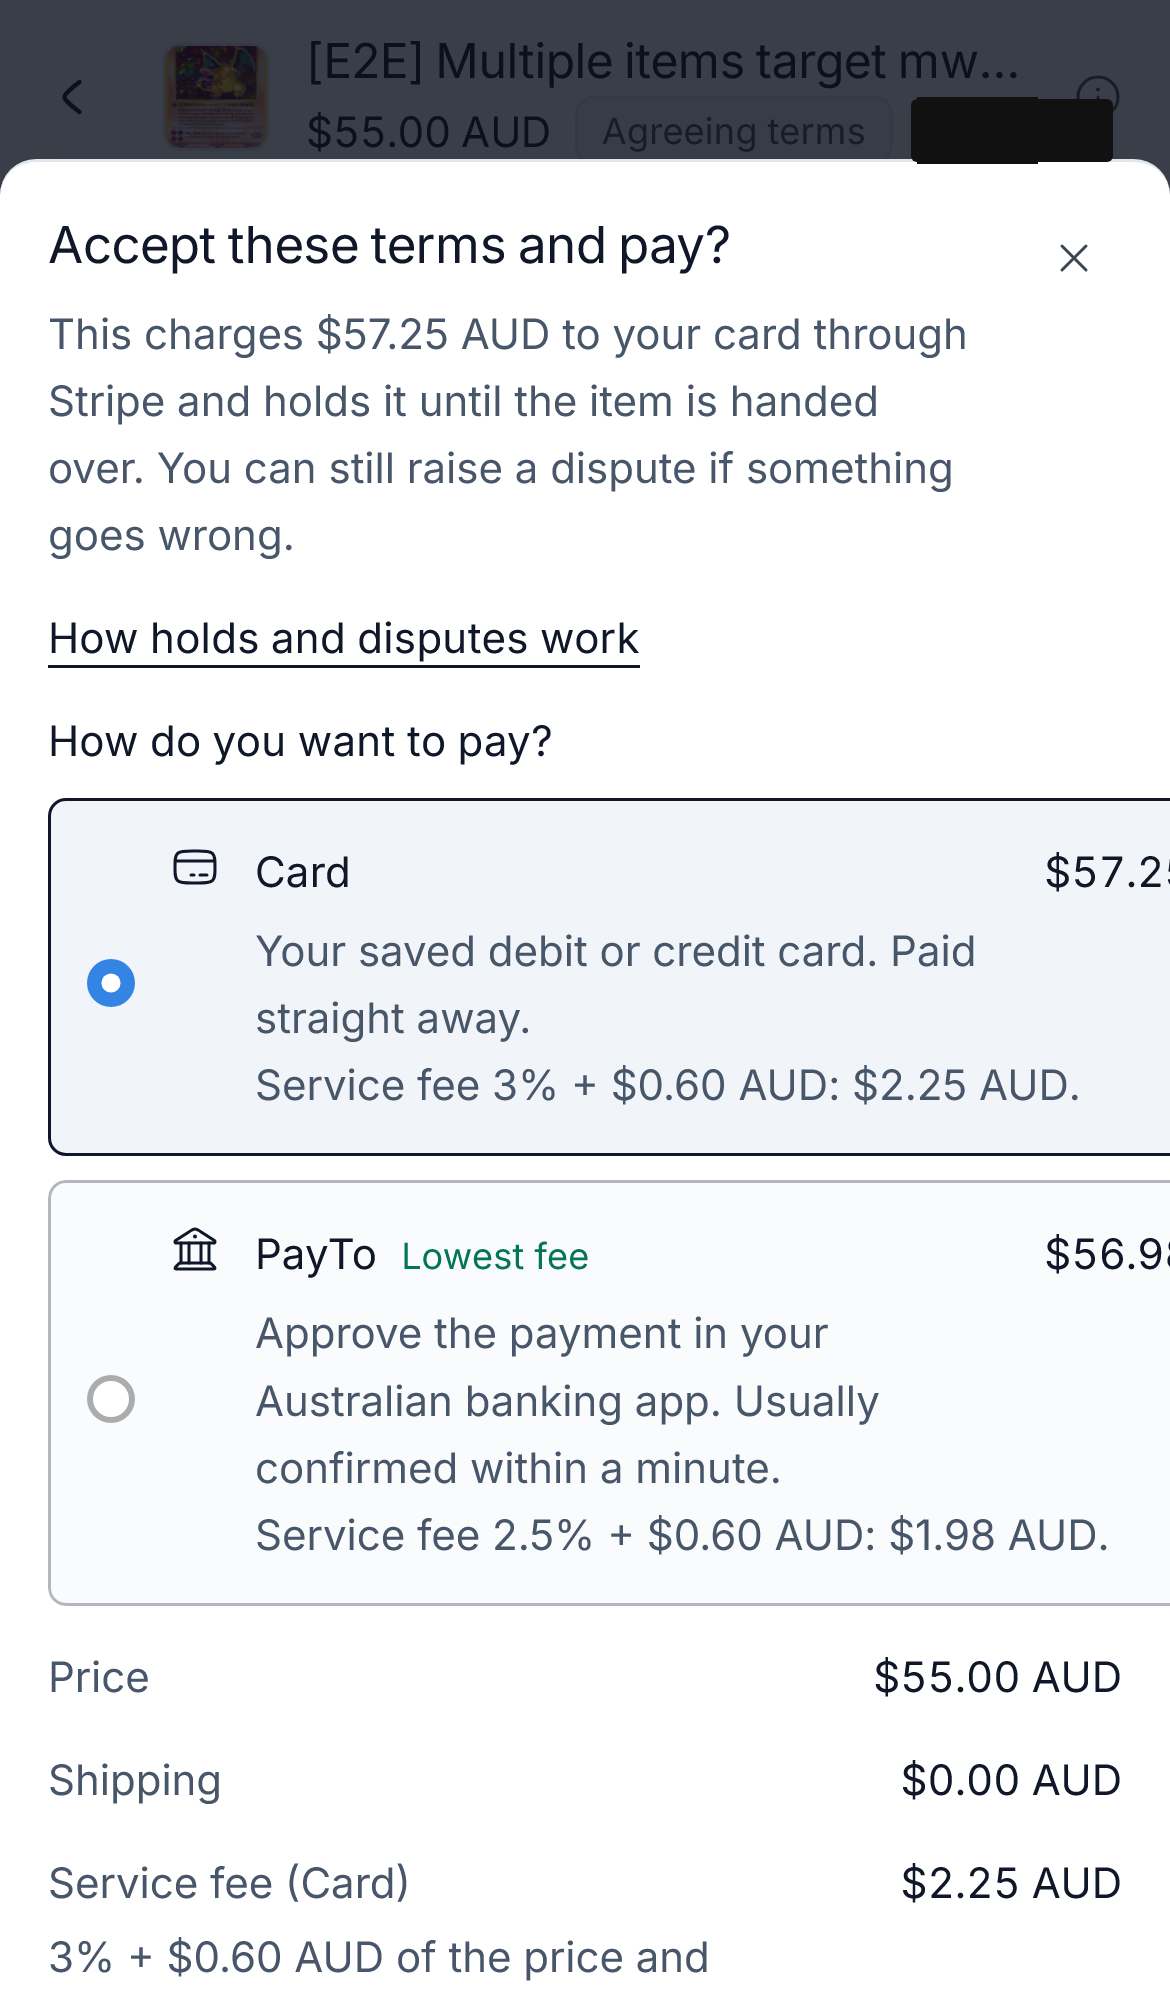 [E2E] Multiple items target mw...
$55.00 AUD Agreeing terms
Accept these terms and pay?
This charges $57.25 AUD to your card through
Stripe and holds it until the item is handed
over. You can still raise a dispute if something
goes wrong.
How holds and disputes work
How do you want to pay?
Card $57.25
Your saved debit or credit card. Paid
straight away.
Service fee 3% + $0.60 AUD: $2.25 AUD.
PayTo Lowest fee $56.98
Approve the payment in your
Australian banking app. Usually
confirmed within a minute.
Service fee 2.5% + $0.60 AUD: $1.98 AUD.
Price $55.00 AUD
Shipping $0.00 AUD
Service fee (Card) $2.25 AUD
3% + $0.60 AUD of the price and